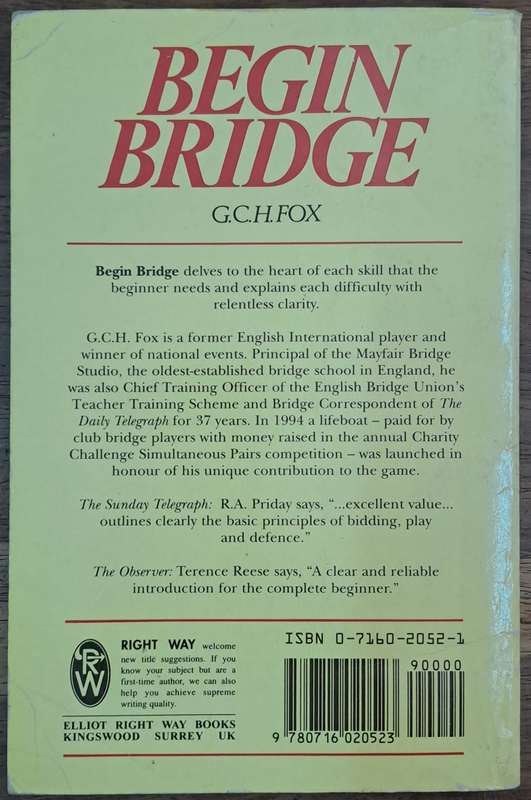 BEGIN
BRIDGE
G.C.H. FOX
Begin Bridge delves to the heart of each skill that the
beginner needs and explains each difficulty with
relentless clarity.
G.C.H. Fox is a former English International player and
winner of national events. Principal of the Mayfair Bridge
Studio, the oldest-established bridge school in England, he
was also Chief Training Officer of the English Bridge Union's
Teacher Training Scheme and Bridge Correspondent of The
Daily Telegraph for 37 years. In 1994 a lifeboat – paid for by
club bridge players with money raised in the annual Charity
Challenge Simultaneous Pairs competition – was launched in
honour of his unique contribution to the game.
The Sunday Telegraph: R.A. Priday says, "...excellent value...
outlines clearly the basic principles of bidding, play
and defence."
The Observer: Terence Reese says, "A clear and reliable
introduction for the complete beginner."
RIGHT WAY welcome
new title suggestions. If you
know your subject but are a
first-time author, we can also
help you achieve supreme
writing quality.
ELLIOT RIGHT WAY BOOKS
KINGSWOOD SURREY UK
RW
ISBN 0-7160-2052-1
90000
9 780716 020523